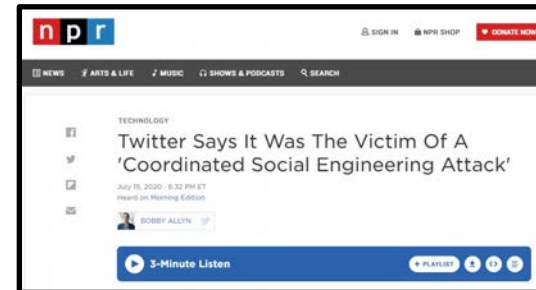 npr
SIGN IN NPR SHOP DONATE NOW
NEWS ARTS & LIFE MUSIC SHOWS & PODCASTS SEARCH
TECHNOLOGY
Twitter Says It Was The Victim Of A
'Coordinated Social Engineering Attack'
July 15, 2020 · 6:32 PM ET
Heard on Morning Edition
BOBBY ALLYN
3-Minute Listen + PLAYLIST